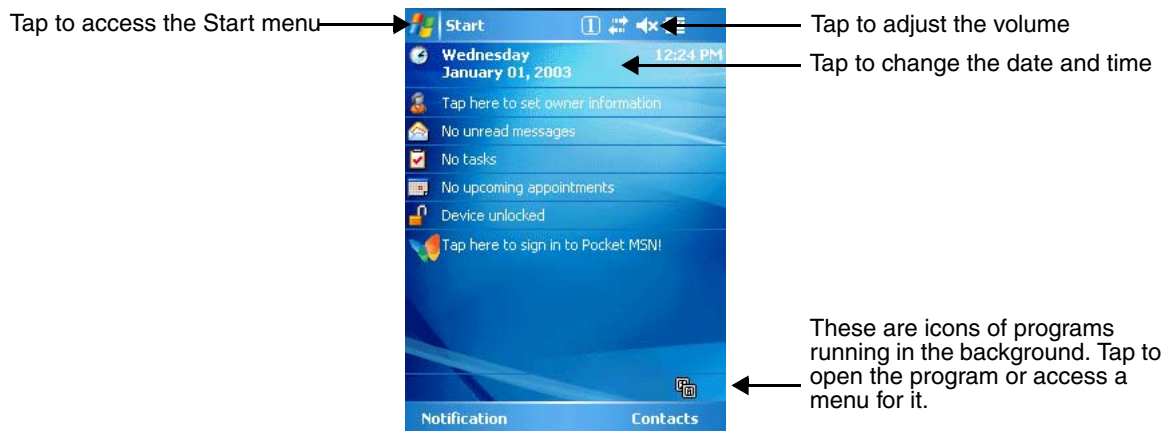 Tap to access the Start menu
Start
Tap to adjust the volume
Wednesday
January 01, 2003
12:24 PM
Tap to change the date and time
Tap here to set owner information
No unread messages
No tasks
No upcoming appointments
Device unlocked
Tap here to sign in to Pocket MSN!
These are icons of programs
running in the background. Tap to
open the program or access a
menu for it.
Notification
Contacts